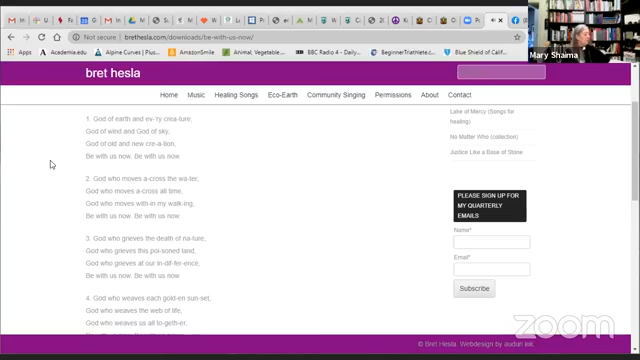 Not secure | brethesla.com/downloads/be-with-us-now/
Apps Academia.edu Alpine Curves | Plus... AmazonSmile Animal, Vegetable... BBC Radio 4 - Daily... BeginnerTriathlete.c... Blue Shield of Calif...
Mary Shaima
bret hesla
Home Music Healing Songs Eco-Earth Community Singing Permissions About Contact
1. God of earth and ev-'ry crea-ture,
God of wind and God of sky,
God of old and new cre-a-tion,
Be with us now. Be with us now.
2. God who moves a-cross the wa-ter,
God who moves a-cross all time,
God who moves with-in my walk-ing,
Be with us now. Be with us now.
3. God who grieves the death of na-ture,
God who grieves this poi-soned land,
God who grieves at our in-dif-fer-ence,
Be with us now. Be with us now.
4. God who weaves each gold-en sun-set,
God who weaves the web of life,
God who weaves us all to-geth-er,
Lake of Mercy (Songs for
healing)
No Matter Who (collection)
Justice Like a Base of Stone
PLEASE SIGN UP FOR
MY QUARTERLY
EMAILS
Name*
Email*
Subscribe
zoom
© Bret Hesla. Webdesign by audun ink.